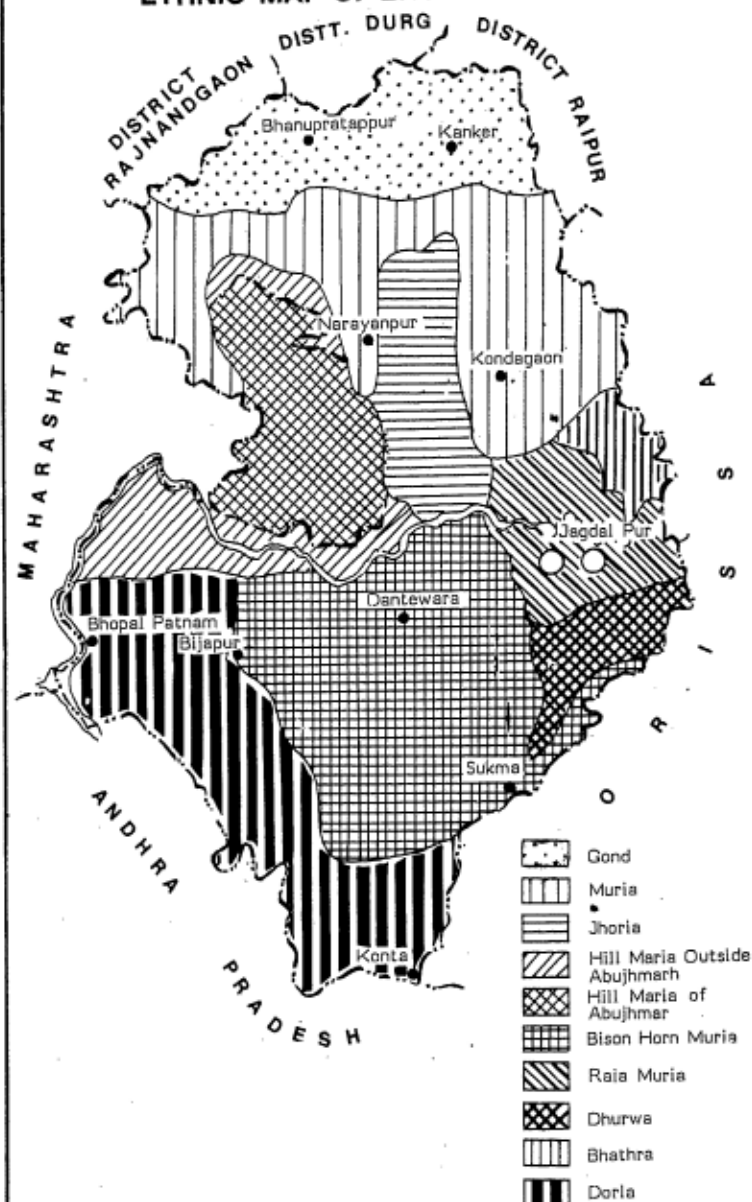 DISTRICT
RAJNANDGAON
DISTT. DURG
DISTRICT RAIPUR
Bhanupratappur
Kanker
Narayanpur
Kondagaon
MAHARASHTRA
ORISSA
Jagdal Pur
Dantewara
Bhopal Patnam
Bijapur
Sukma
ANDHRA
PRADESH
Konta
Gond
Muria
Jhoria
Hill Maria Outside
Abujhmarh
Hill Maria of
Abujhmar
Bison Horn Muria
Raia Muria
Dhurwa
Bhathra
Dorla